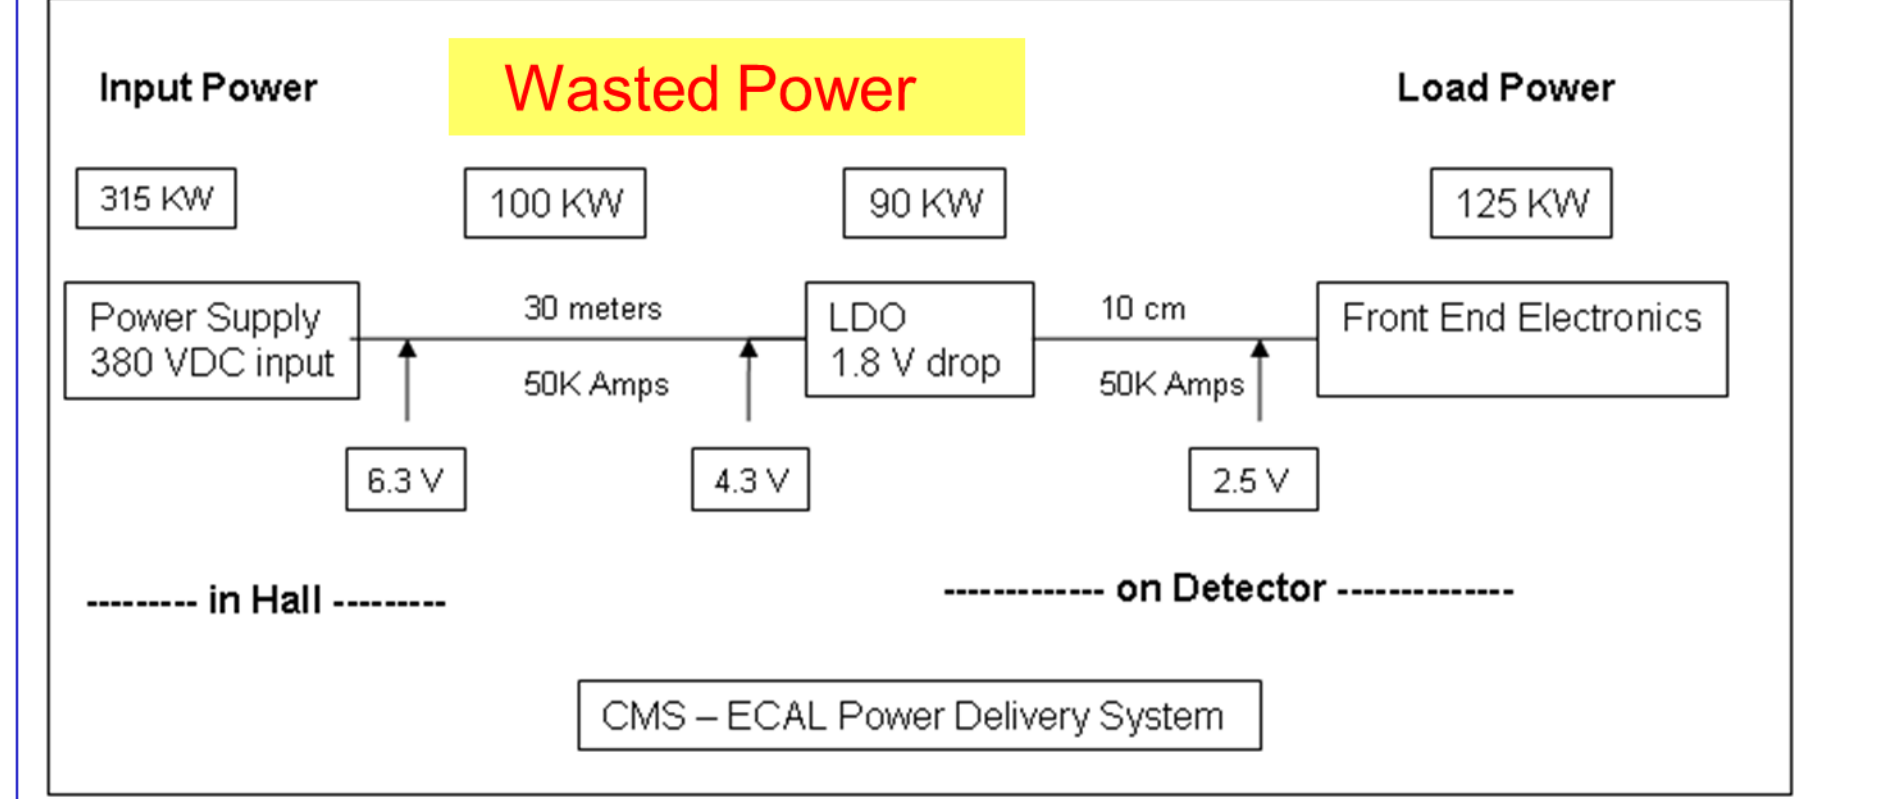 Input Power
Wasted Power
Load Power
315 KW
100 KW
90 KW
125 KW
Power Supply
380 VDC input
30 meters
50K Amps
LDO
1.8 V drop
10 cm
50K Amps
Front End Electronics
6.3 V
4.3 V
2.5 V
--------- in Hall ---------
------------- on Detector --------------
CMS – ECAL Power Delivery System